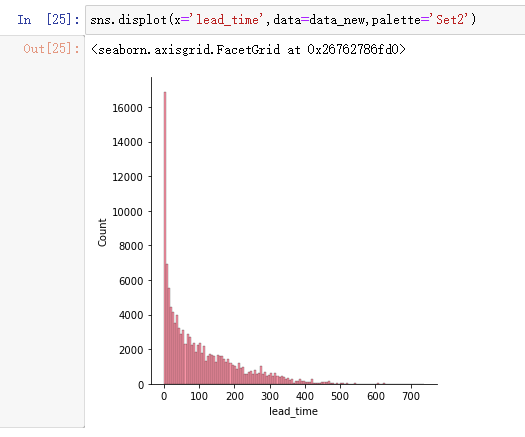 In [25]: sns.displot(x='lead_time',data=data_new,palette='Set2')
Out[25]: <seaborn.axisgrid.FacetGrid at 0x26762786fd0>
16000
14000
12000
10000
8000
6000
4000
2000
0
Count
0 100 200 300 400 500 600 700
lead_time